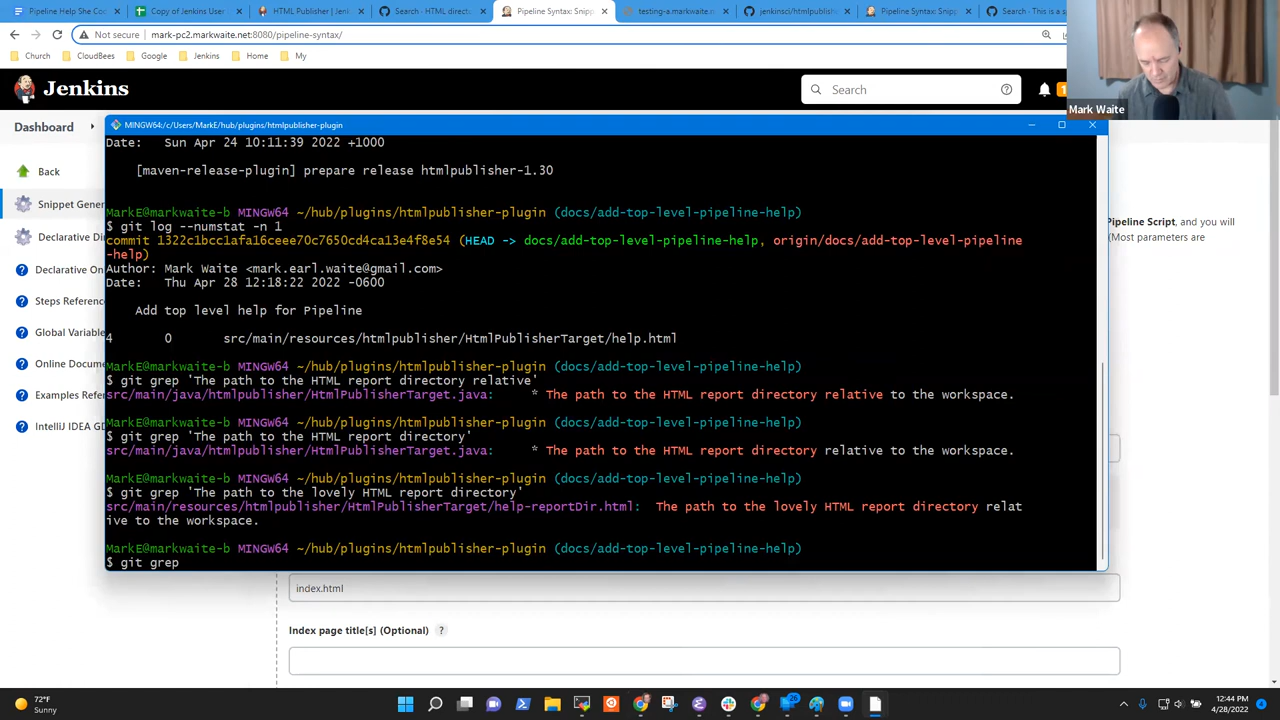 Pipeline Help She Co
Copy of Jenkins User
HTML Publisher | Jen
Search - HTML direct
Pipeline Syntax: Snipp
testing-a.markwaite.n
jenkinsci/htmlpublish
Pipeline Syntax: Snipp
Search - This is a sp
Not secure
mark-pc2.markwaite.net:8080/pipeline-syntax/
Church
CloudBees
Google
Jenkins
Home
My
Jenkins
Search
1
Mark Waite
Dashboard
Back
Snippet Gener
Declarative Di
Declarative On
Steps Reference
Global Variable
Online Docume
Examples Refe
IntelliJ IDEA GD
Pipeline Script, and you will
(Most parameters are
MINGW64:/c/Users/MarkE/hub/plugins/htmlpublisher-plugin
Date:   Sun Apr 24 10:11:39 2022 +1000
[maven-release-plugin] prepare release htmlpublisher-1.30
MarkE@markwaite-b MINGW64 ~/hub/plugins/htmlpublisher-plugin (docs/add-top-level-pipeline-help)
$ git log --numstat -n 1
commit 1322c1bcc1afa16ceee70c7650cd4ca13e4f8e54 (HEAD -> docs/add-top-level-pipeline-help, origin/docs/add-top-level-pipeline
-help)
Author: Mark Waite <mark.earl.waite@gmail.com>
Date:   Thu Apr 28 12:18:22 2022 -0600
Add top level help for Pipeline
4       0       src/main/resources/htmlpublisher/HtmlPublisherTarget/help.html
MarkE@markwaite-b MINGW64 ~/hub/plugins/htmlpublisher-plugin (docs/add-top-level-pipeline-help)
$ git grep 'The path to the HTML report directory relative'
src/main/java/htmlpublisher/HtmlPublisherTarget.java:     * The path to the HTML report directory relative to the workspace.
MarkE@markwaite-b MINGW64 ~/hub/plugins/htmlpublisher-plugin (docs/add-top-level-pipeline-help)
$ git grep 'The path to the HTML report directory'
src/main/java/htmlpublisher/HtmlPublisherTarget.java:     * The path to the HTML report directory relative to the workspace.
MarkE@markwaite-b MINGW64 ~/hub/plugins/htmlpublisher-plugin (docs/add-top-level-pipeline-help)
$ git grep 'The path to the lovely HTML report directory'
src/main/resources/htmlpublisher/HtmlPublisherTarget/help-reportDir.html:  The path to the lovely HTML report directory relat
ive to the workspace.
MarkE@markwaite-b MINGW64 ~/hub/plugins/htmlpublisher-plugin (docs/add-top-level-pipeline-help)
$ git grep
index.html
Index page title[s] (Optional) ?
72°F
Sunny
26
12:44 PM
4/28/2022